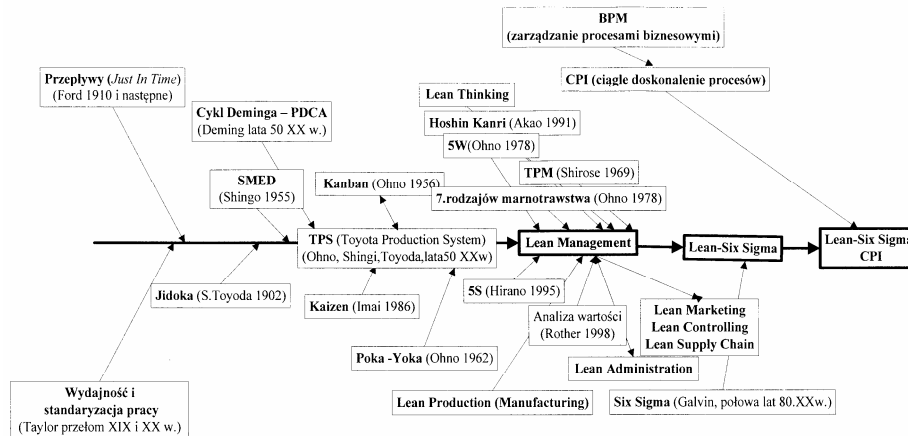 BPM
(zarządzanie procesami biznesowymi)
Przepływy (Just In Time)
(Ford 1910 i następne)
CPI (ciągłe doskonalenie procesów)
Lean Thinking
Cykl Deminga – PDCA
(Deming lata 50 XX w.)
Hoshin Kanri (Akao 1991)
5W(Ohno 1978)
TPM (Shirose 1969)
SMED
(Shingo 1955)
Kanban (Ohno 1956)
7.rodzajów marnotrawstwa (Ohno 1978)
TPS (Toyota Production System)
(Ohno, Shingi,Toyoda,lata50 XXw)
Lean Management
Lean-Six Sigma
Lean-Six Sigma
CPI
Jidoka (S.Toyoda 1902)
Kaizen (Imai 1986)
5S (Hirano 1995)
Analiza wartości
(Rother 1998)
Lean Marketing
Lean Controlling
Lean Supply Chain
Poka -Yoka (Ohno 1962)
Lean Administration
Wydajność i
standaryzacja pracy
(Taylor przełom XIX i XX w.)
Lean Production (Manufacturing)
Six Sigma (Galvin, połowa lat 80.XXw.)